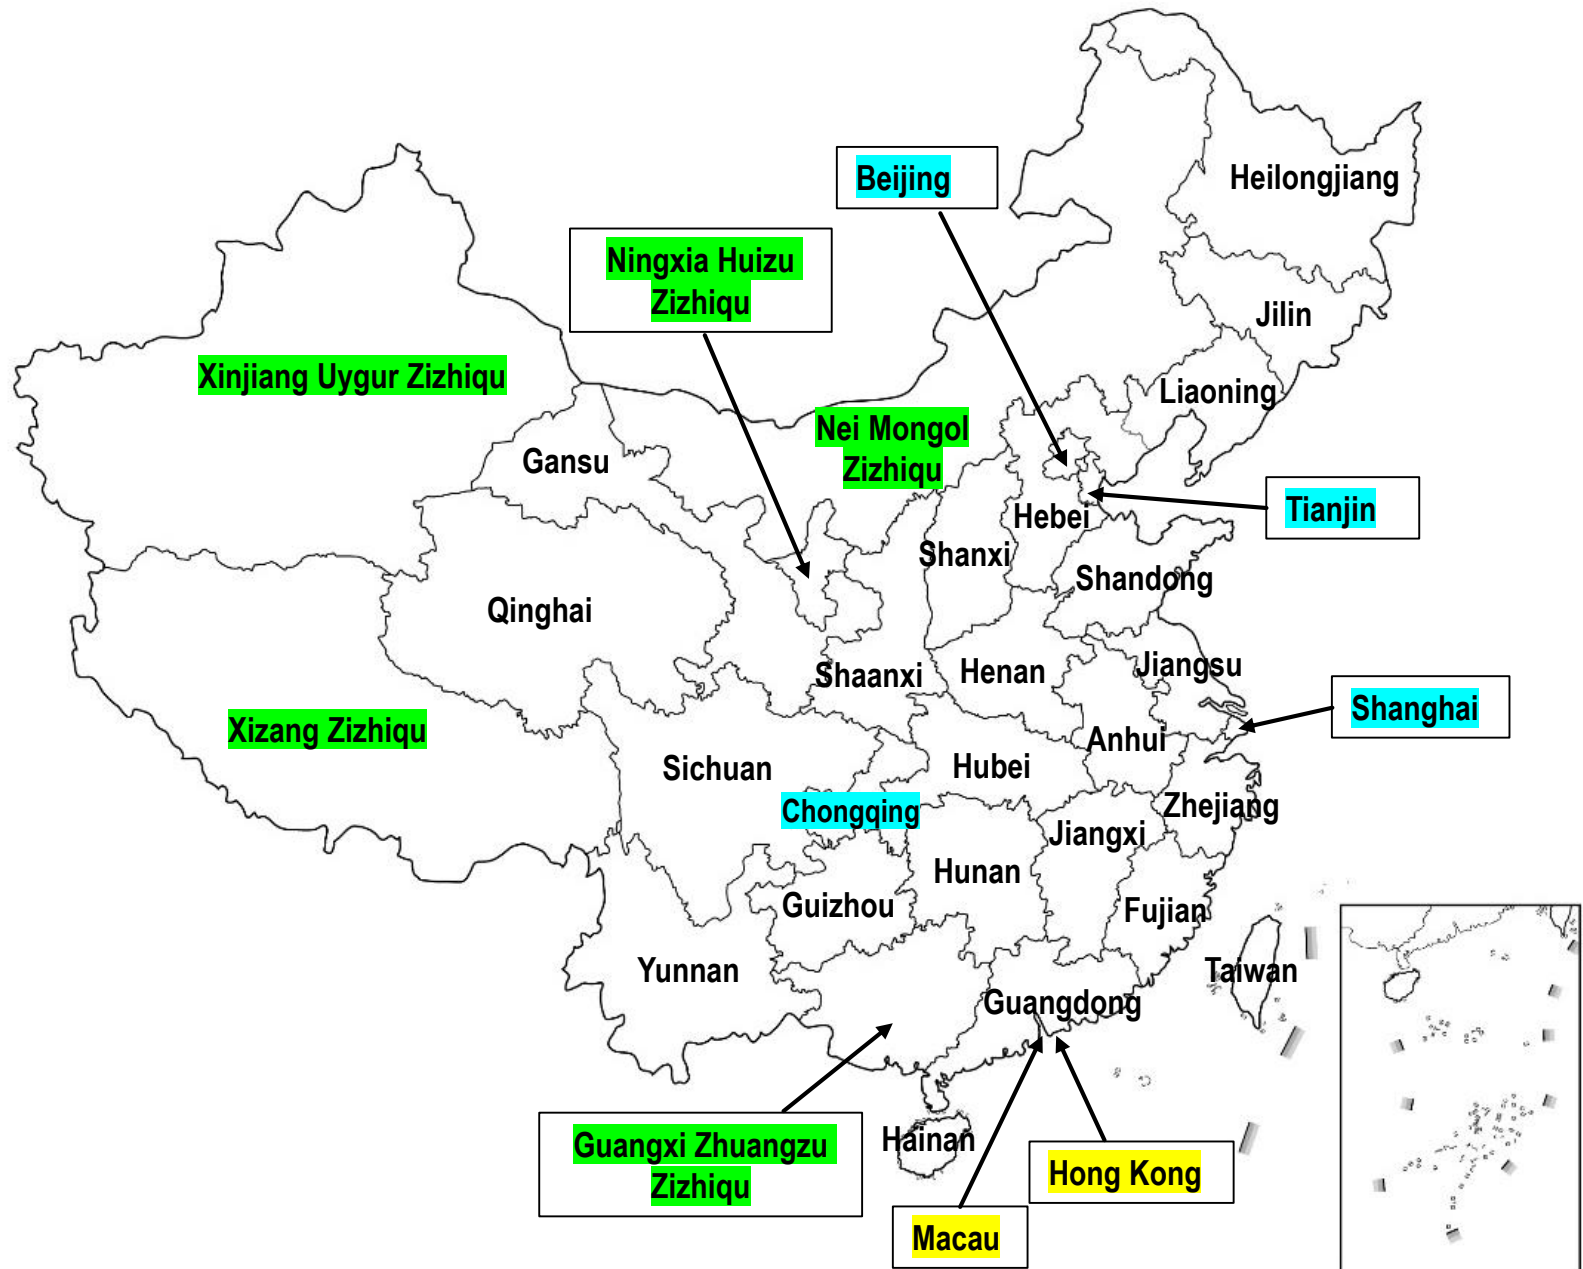 Beijing
Heilongjiang
Ningxia Huizu
Zizhiqu
Jilin
Xinjiang Uygur Zizhiqu
Liaoning
Nei Mongol
Zizhiqu
Gansu
Tianjin
Hebei
Shanxi
Shandong
Qinghai
Shaanxi
Henan
Jiangsu
Xizang Zizhiqu
Shanghai
Anhui
Sichuan
Hubei
Chongqing
Zhejiang
Jiangxi
Hunan
Guizhou
Fujian
Yunnan
Taiwan
Guangdong
Hainan
Guangxi Zhuangzu
Zizhiqu
Hong Kong
Macau